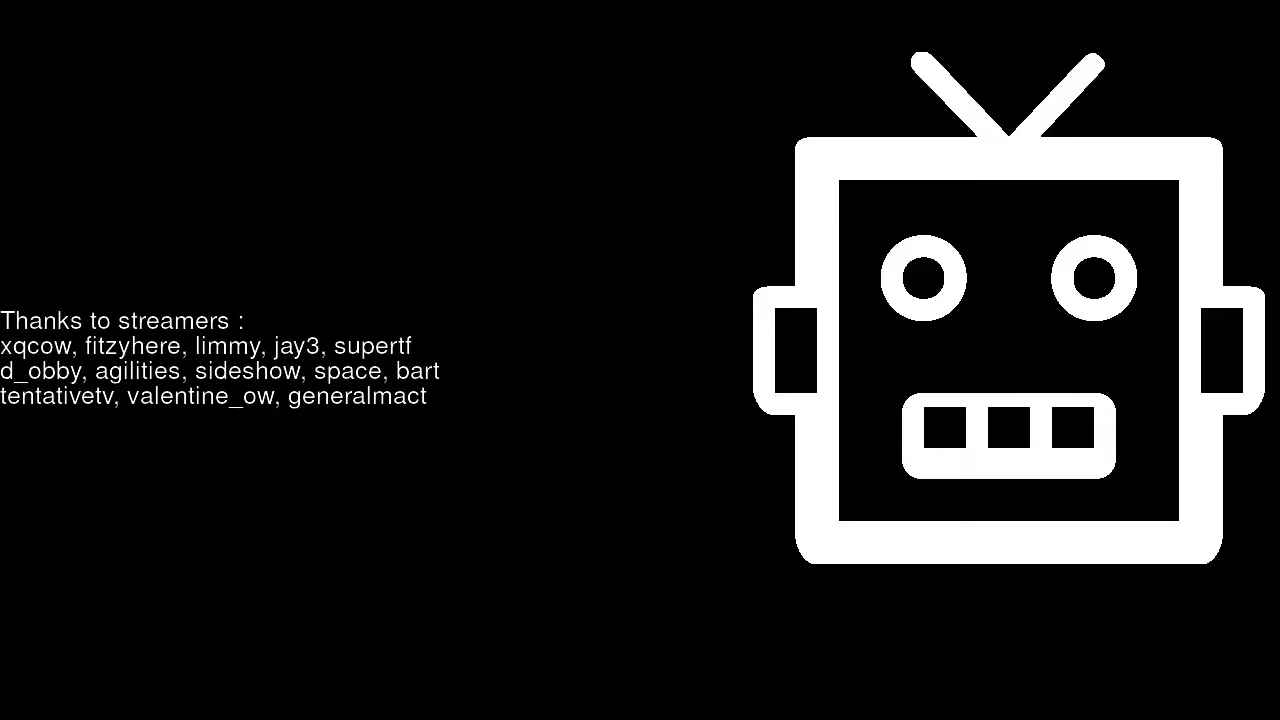 Thanks to streamers :
xqcow, fitzyhere, limmy, jay3, supertf
d_obby, agilities, sideshow, space, bart
tentativetv, valentine_ow, generalmact